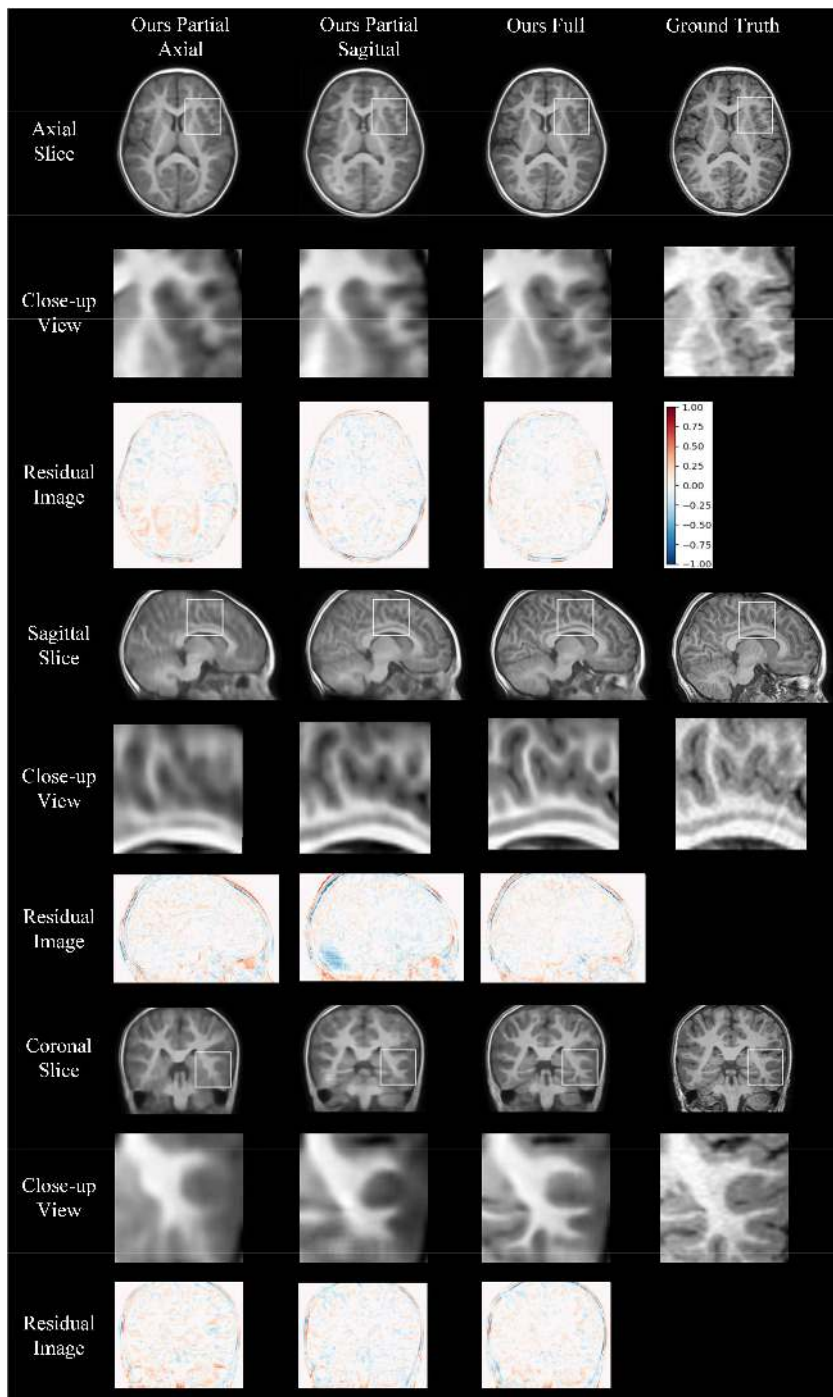 Ours Partial
Axial
Ours Partial
Sagittal
Ours Full
Ground Truth
Axial
Slice
Close-up
View
Residual
Image
1.00
0.75
0.50
0.25
0.00
−0.25
−0.50
−0.75
−1.00
Sagittal
Slice
Close-up
View
Residual
Image
Coronal
Slice
Close-up
View
Residual
Image